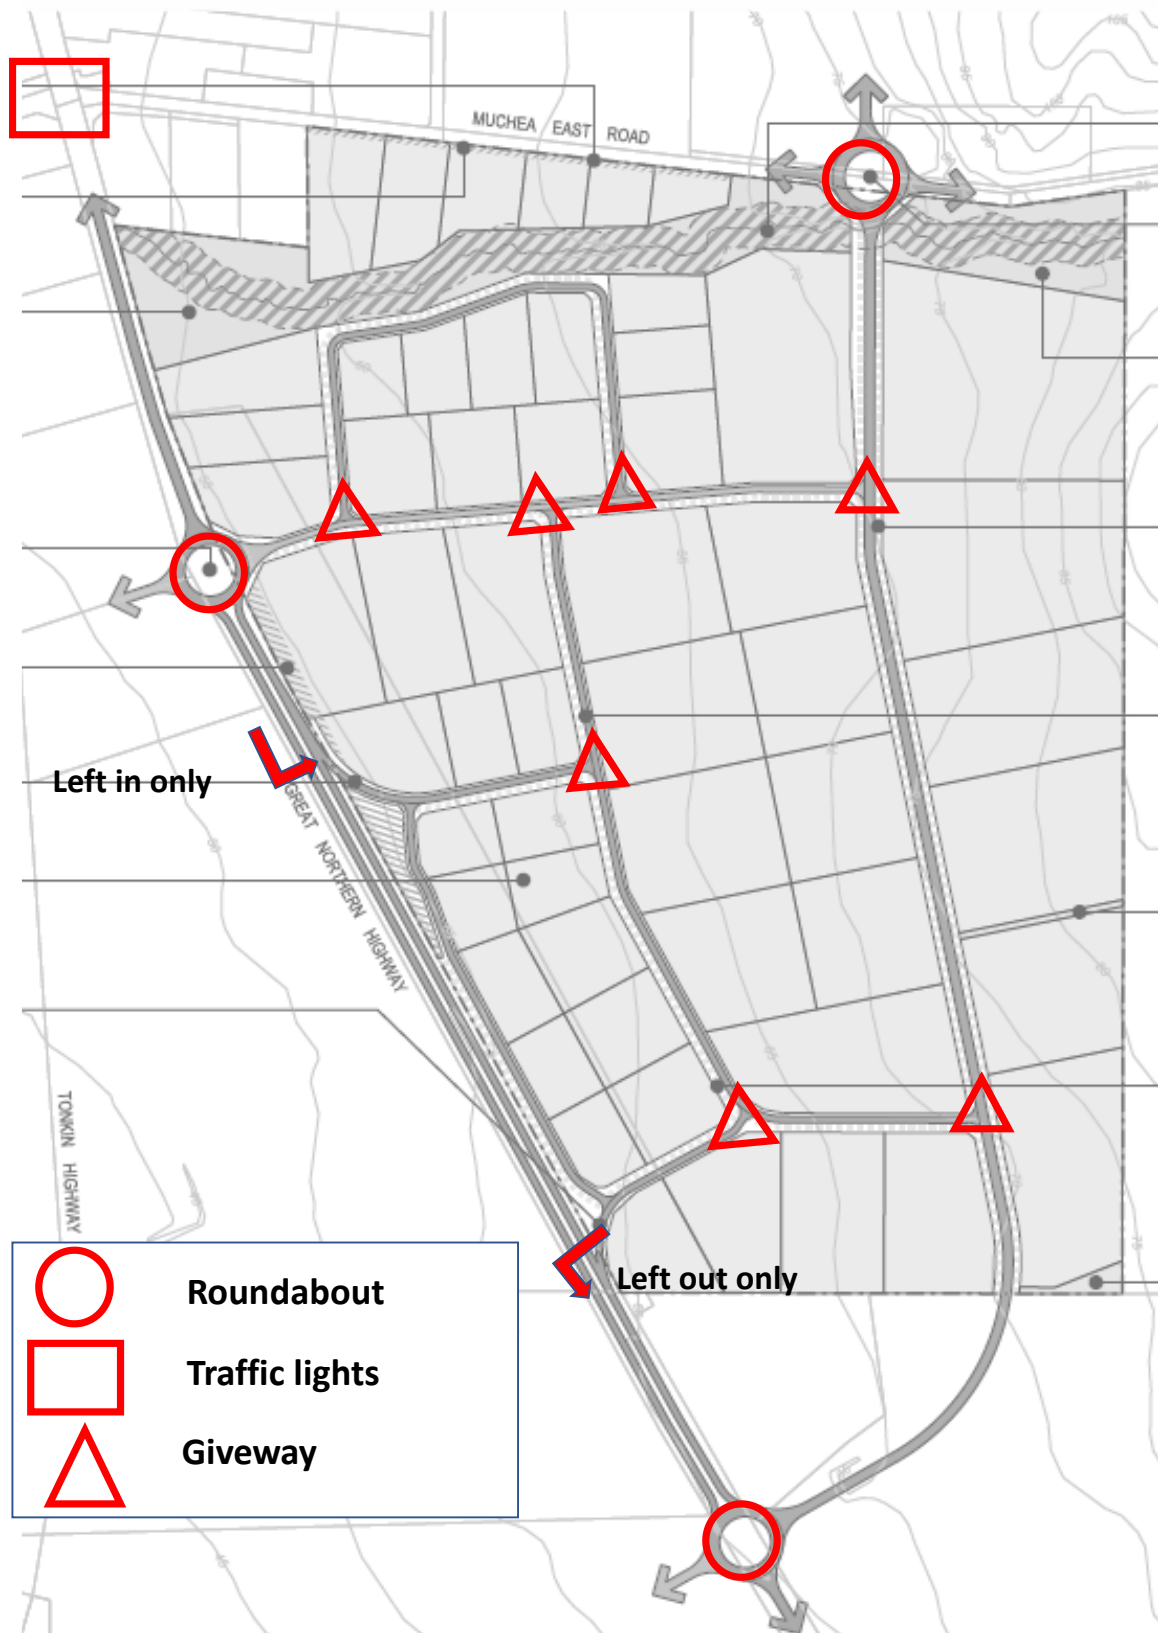 MUCHEA EAST ROAD
Left in only
GREAT NORTHERN HIGHWAY
TONKIN HIGHWAY
Left out only
Roundabout
Traffic lights
Giveway